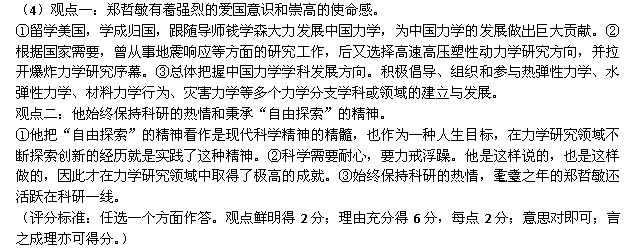 （4）观点一：郑哲敏有着强烈的爱国意识和崇高的使命感。
①留学美国，学成归国，跟随导师钱学森大力发展中国力学，为中国力学的发展做出巨大贡献。②
根据国家需要，曾从事地震响应等方面的研究工作，后又选择高速高压塑性动力学研究方向，并拉
开爆炸力学研究序幕。③总体把握中国力学学科发展方向。积极倡导、组织和参与热弹性力学、水
弹性力学、材料力学行为、灾害力学等多个力学分支学科或领域的建立与发展。
观点二：他始终保持科研的热情和秉承“自由探索”的精神。
①他把“自由探索”的精神看作是现代科学精神的精髓，也作为一种人生目标，在力学研究领域不
断探索创新的经历就是实践了这种精神。②科学需要耐心，要力戒浮躁。他是这样说的，也是这样
做的，因此才在力学研究领域中取得了极高的成就。③始终保持科研的热情，耄耋之年的郑哲敏还
活跃在科研一线。
（评分标准：任选一个方面作答。观点鲜明得 2 分；理由充分得 6 分，每点 2 分；意思对即可；言
之成理亦可得分。）